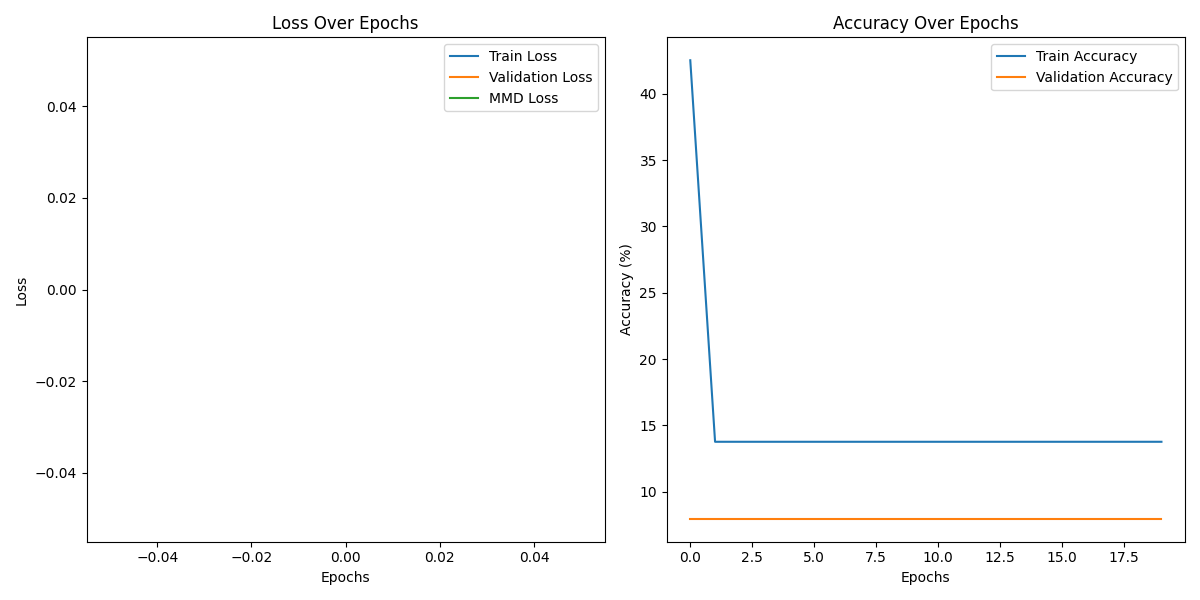 Loss Over Epochs
Train Loss
Validation Loss
MMD Loss
0.04
0.02
0.00
−0.02
−0.04
Loss
−0.04
−0.02
0.00
0.02
0.04
Epochs
Accuracy Over Epochs
Train Accuracy
Validation Accuracy
40
35
30
25
20
15
10
Accuracy (%)
0.0
2.5
5.0
7.5
10.0
12.5
15.0
17.5
Epochs